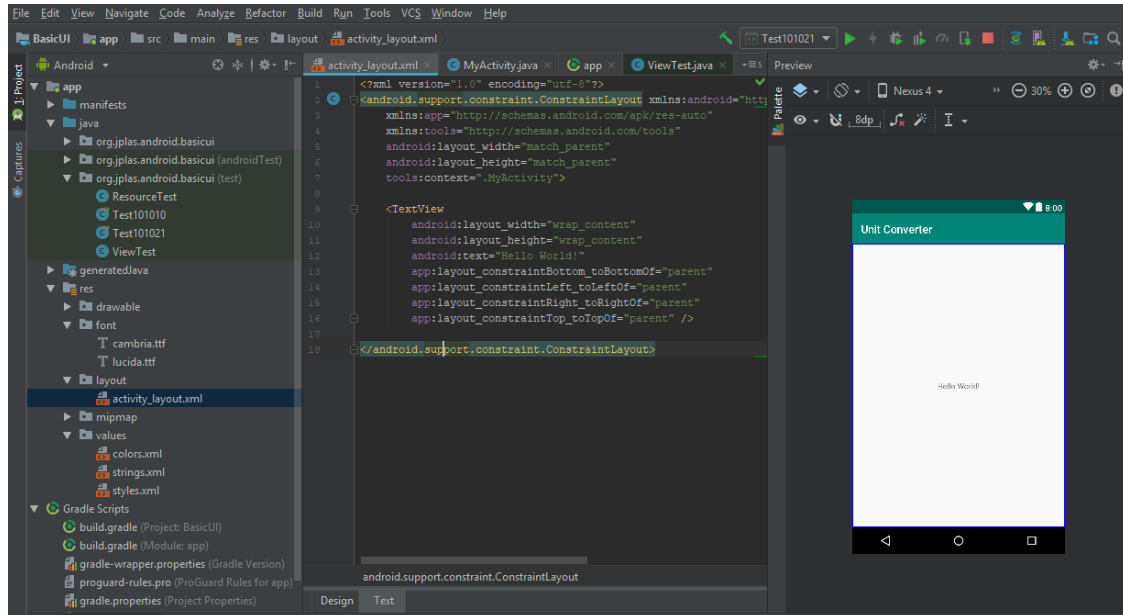 File Edit View Navigate Code Analyze Refactor Build Run Tools VCS Window Help
BasicUI app src main res layout activity_layout.xml Test101021
1: Project
Captures
Android
app
manifests
java
org.jplas.android.basicui
org.jplas.android.basicui (androidTest)
org.jplas.android.basicui (test)
ResourceTest
Test101010
Test101021
ViewTest
generatedJava
res
drawable
font
cambria.ttf
lucida.ttf
layout
activity_layout.xml
mipmap
values
colors.xml
strings.xml
styles.xml
Gradle Scripts
build.gradle (Project: BasicUI)
build.gradle (Module: app)
gradle-wrapper.properties (Gradle Version)
proguard-rules.pro (ProGuard Rules for app)
gradle.properties (Project Properties)
activity_layout.xml MyActivity.java app ViewTest.java
1 <?xml version="1.0" encoding="utf-8"?>
2 <android.support.constraint.ConstraintLayout xmlns:android="http
3 xmlns:app="http://schemas.android.com/apk/res-auto"
4 xmlns:tools="http://schemas.android.com/tools"
5 android:layout_width="match_parent"
6 android:layout_height="match_parent"
7 tools:context=".MyActivity">
8
9 <TextView
10 android:layout_width="wrap_content"
11 android:layout_height="wrap_content"
12 android:text="Hello World!"
13 app:layout_constraintBottom_toBottomOf="parent"
14 app:layout_constraintLeft_toLeftOf="parent"
15 app:layout_constraintRight_toRightOf="parent"
16 app:layout_constraintTop_toTopOf="parent" />
17
18 </android.support.constraint.ConstraintLayout>
android.support.constraint.ConstraintLayout
Design Text
Preview
Palette
Nexus 4 30%
8dp
8:00
Unit Converter
Hello World!